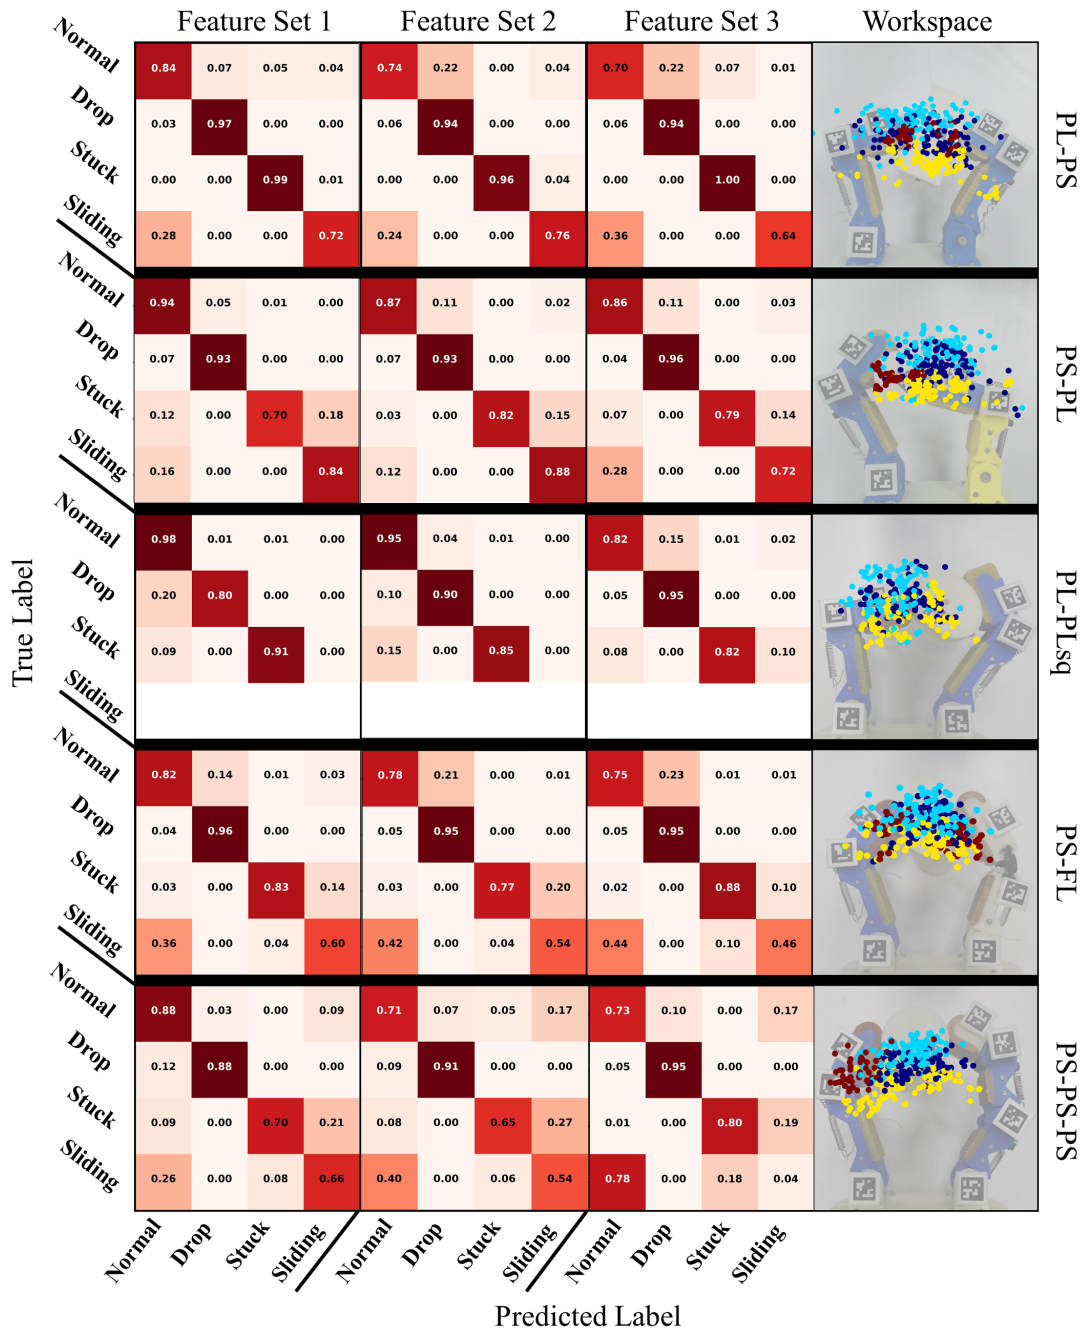 Feature Set 1 Feature Set 2 Feature Set 3 Workspace
Normal 0.84 0.07 0.05 0.04 0.74 0.22 0.00 0.04 0.70 0.22 0.07 0.01
Drop 0.03 0.97 0.00 0.00 0.06 0.94 0.00 0.00 0.06 0.94 0.00 0.00
Stuck 0.00 0.00 0.99 0.01 0.00 0.00 0.96 0.04 0.00 0.00 1.00 0.00
Sliding 0.28 0.00 0.00 0.72 0.24 0.00 0.00 0.76 0.36 0.00 0.00 0.64
PL-PS
Normal 0.94 0.05 0.01 0.00 0.87 0.11 0.00 0.02 0.86 0.11 0.00 0.03
Drop 0.07 0.93 0.00 0.00 0.07 0.93 0.00 0.00 0.04 0.96 0.00 0.00
Stuck 0.12 0.00 0.70 0.18 0.03 0.00 0.82 0.15 0.07 0.00 0.79 0.14
Sliding 0.16 0.00 0.00 0.84 0.12 0.00 0.00 0.88 0.28 0.00 0.00 0.72
PS-PL
True Label
Normal 0.98 0.01 0.01 0.00 0.95 0.04 0.01 0.00 0.82 0.15 0.01 0.02
Drop 0.20 0.80 0.00 0.00 0.10 0.90 0.00 0.00 0.05 0.95 0.00 0.00
Stuck 0.09 0.00 0.91 0.00 0.15 0.00 0.85 0.00 0.08 0.00 0.82 0.10
Sliding
PL-PLsq
Normal 0.82 0.14 0.01 0.03 0.78 0.21 0.00 0.01 0.75 0.23 0.01 0.01
Drop 0.04 0.96 0.00 0.00 0.05 0.95 0.00 0.00 0.05 0.95 0.00 0.00
Stuck 0.03 0.00 0.83 0.14 0.03 0.00 0.77 0.20 0.02 0.00 0.88 0.10
Sliding 0.36 0.00 0.04 0.60 0.42 0.00 0.04 0.54 0.44 0.00 0.10 0.46
PS-FL
Normal 0.88 0.03 0.00 0.09 0.71 0.07 0.05 0.17 0.73 0.10 0.00 0.17
Drop 0.12 0.88 0.00 0.00 0.09 0.91 0.00 0.00 0.05 0.95 0.00 0.00
Stuck 0.09 0.00 0.70 0.21 0.08 0.00 0.65 0.27 0.01 0.00 0.80 0.19
Sliding 0.26 0.00 0.08 0.66 0.40 0.00 0.06 0.54 0.78 0.00 0.18 0.04
PS-PS-PS
Normal Drop Stuck Sliding Normal Drop Stuck Sliding Normal Drop Stuck Sliding
Predicted Label